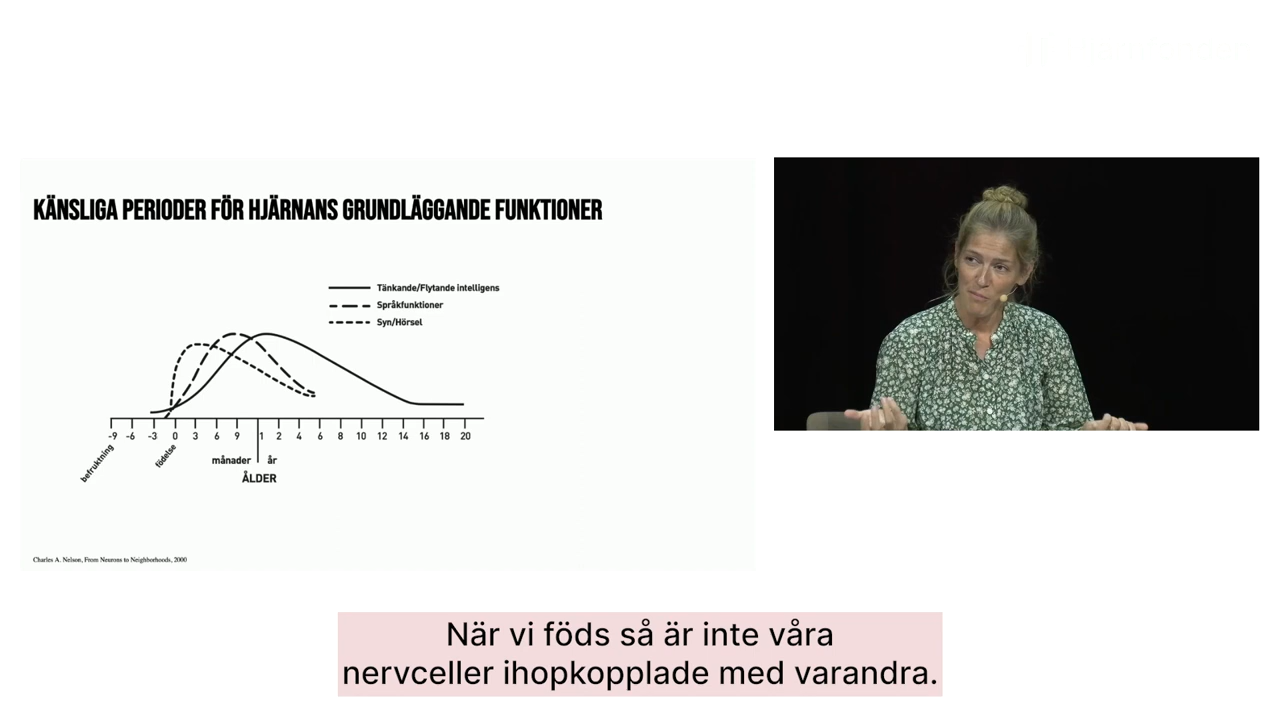 KÄNSLIGA PERIODER FÖR HJÄRNANS GRUNDLÄGGANDE FUNKTIONER
Tänkande/Flytande intelligens
Språkfunktioner
Syn/Hörsel
-9 -6 -3 0 3 6 9 1 2 4 6 8 10 12 14 16 18 20
befruktning
födelse
månader år
ÅLDER
Charles A. Nelson, From Neurons to Neighborhoods, 2000
När vi föds så är inte våra
nervceller ihopkopplade med varandra.